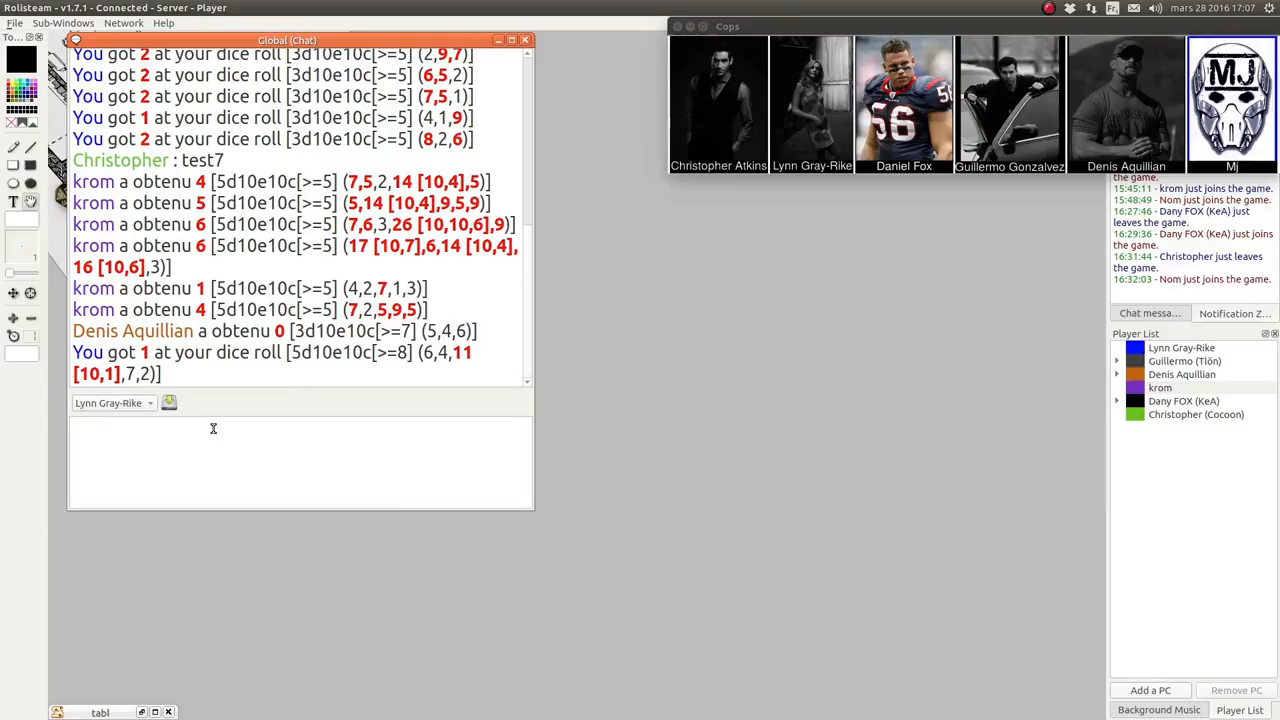 Rolisteam - v1.7.1 - Connected - Server - Player
Fr
mars 28 2016 17:07
File Sub-Windows Network Help
To...
Global (Chat)
You got 2 at your dice roll [3d10e10c[>=5] (2,9,7)]
You got 2 at your dice roll [3d10e10c[>=5] (6,5,2)]
You got 2 at your dice roll [3d10e10c[>=5] (7,5,1)]
You got 1 at your dice roll [3d10e10c[>=5] (4,1,9)]
You got 2 at your dice roll [3d10e10c[>=5] (8,2,6)]
Christopher : test7
krom a obtenu 4 [5d10e10c[>=5] (7,5,2,14 [10,4],5)]
krom a obtenu 5 [5d10e10c[>=5] (5,14 [10,4],9,5,9)]
krom a obtenu 6 [5d10e10c[>=5] (7,6,3,26 [10,10,6],9)]
krom a obtenu 6 [5d10e10c[>=5] (17 [10,7],6,14 [10,4],
16 [10,6],3)]
krom a obtenu 1 [5d10e10c[>=5] (4,2,7,1,3)]
krom a obtenu 4 [5d10e10c[>=5] (7,2,5,9,5)]
Denis Aquillian a obtenu 0 [3d10e10c[>=7] (5,4,6)]
You got 1 at your dice roll [5d10e10c[>=8] (6,4,11
[10,1],7,2)]
Lynn Gray-Rike
T
1
tabl
Cops
56
MJ
Christopher Atkins
Lynn Gray-Rike
Daniel Fox
Guillermo Gonzalvez
Denis Aquillian
Mj
the game.
15:45:11 - krom just joins the game.
15:48:49 - Nom just joins the game.
16:27:46 - Dany FOX (KeA) just
leaves the game.
16:29:36 - Dany FOX (KeA) just joins
the game.
16:31:44 - Christopher just leaves
the game.
16:32:03 - Nom just joins the game.
Chat messa... Notification Z...
Player List
Lynn Gray-Rike
Guillermo (Tlön)
Denis Aquillian
krom
Dany FOX (KeA)
Christopher (Cocoon)
Add a PC Remove PC
Background Music Player List